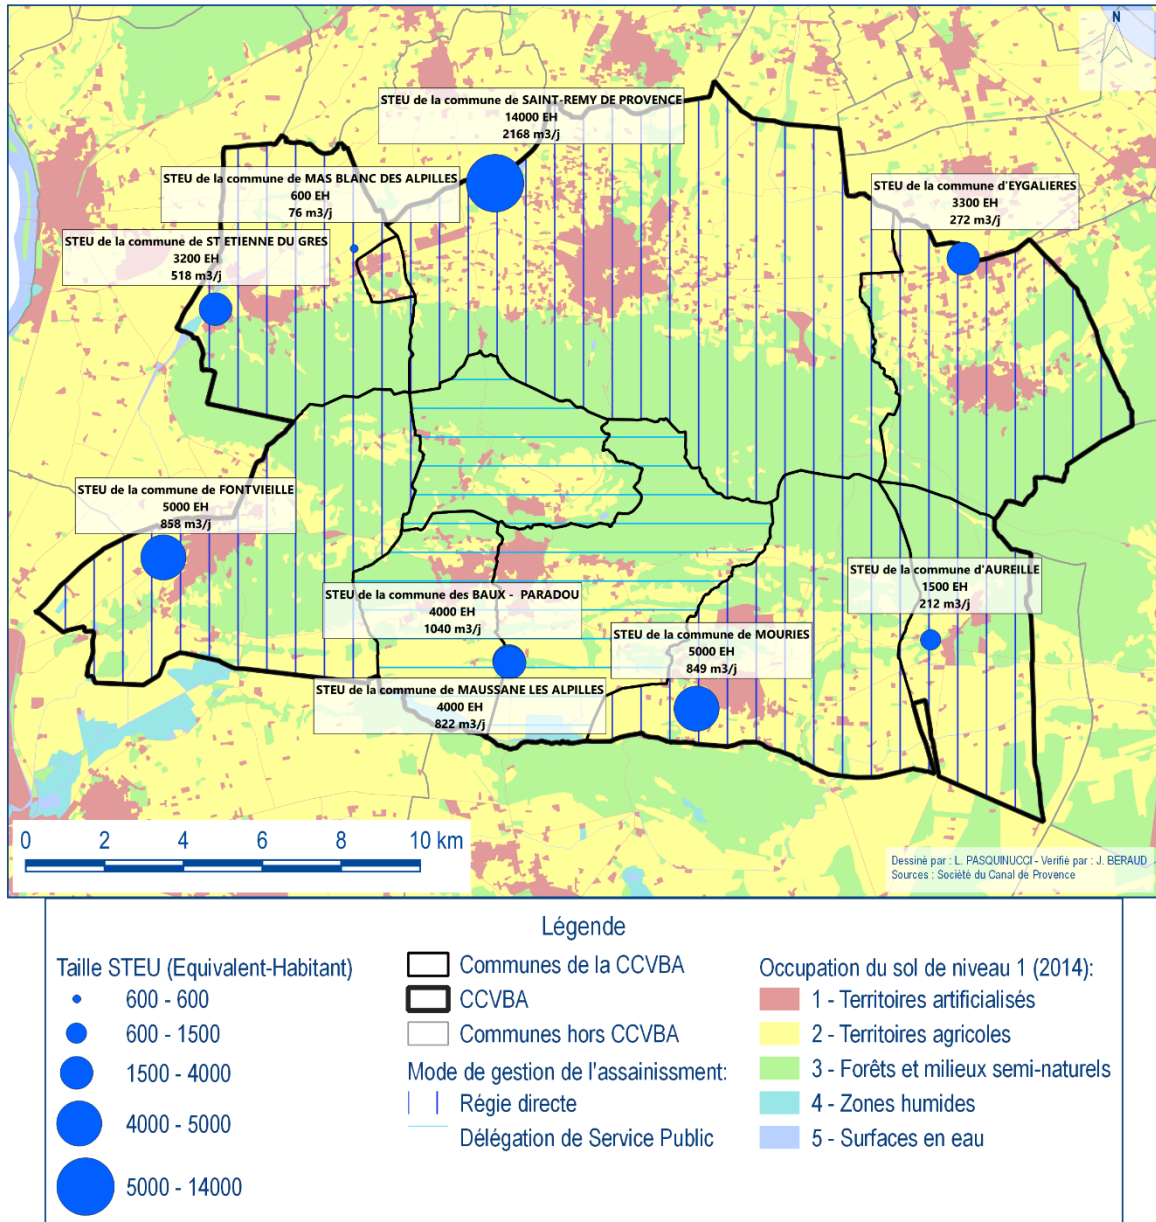 N
STEU de la commune de SAINT-REMY DE PROVENCE
14000 EH
2168 m3/j
STEU de la commune de MAS BLANC DES ALPILLES
600 EH
76 m3/j
STEU de la commune d'EYGALIERES
3300 EH
272 m3/j
STEU de la commune de ST ETIENNE DU GRES
3200 EH
518 m3/j
STEU de la commune de FONTVIEILLE
5000 EH
858 m3/j
STEU de la commune d'AUREILLE
1500 EH
212 m3/j
STEU de la commune des BAUX - PARADOU
4000 EH
1040 m3/j
STEU de la commune de MOURIES
5000 EH
849 m3/j
STEU de la commune de MAUSSANE LES ALPILLES
4000 EH
822 m3/j
0 2 4 6 8 10 km
Dessiné par : L. PASQUINUCCI - Verifié par : J. BERAUD
Sources : Société du Canal de Provence
Légende
Taille STEU (Equivalent-Habitant)
600 - 600
600 - 1500
1500 - 4000
4000 - 5000
5000 - 14000
Communes de la CCVBA
CCVBA
Communes hors CCVBA
Mode de gestion de l'assainissment:
Régie directe
Délégation de Service Public
Occupation du sol de niveau 1 (2014):
1 - Territoires artificialisés
2 - Territoires agricoles
3 - Forêts et milieux semi-naturels
4 - Zones humides
5 - Surfaces en eau